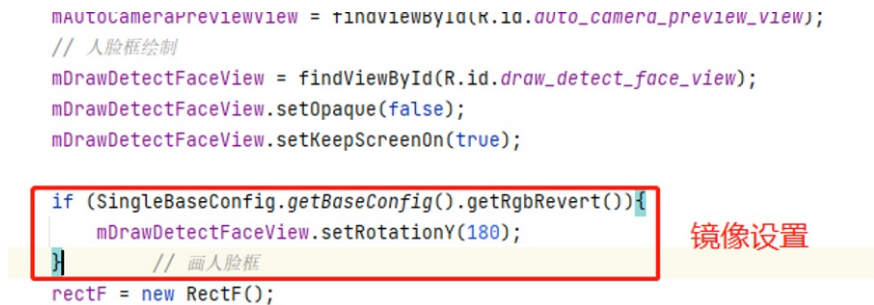 mAutoCameraPreviewView = findViewById(R.id.auto_camera_preview_view);
// 人脸框绘制
mDrawDetectFaceView = findViewById(R.id.draw_detect_face_view);
mDrawDetectFaceView.setOpaque(false);
mDrawDetectFaceView.setKeepScreenOn(true);
if (SingleBaseConfig.getBaseConfig().getRgbRevert()){
mDrawDetectFaceView.setRotationY(180);
镜像设置
} // 画人脸框
rectF = new RectF();